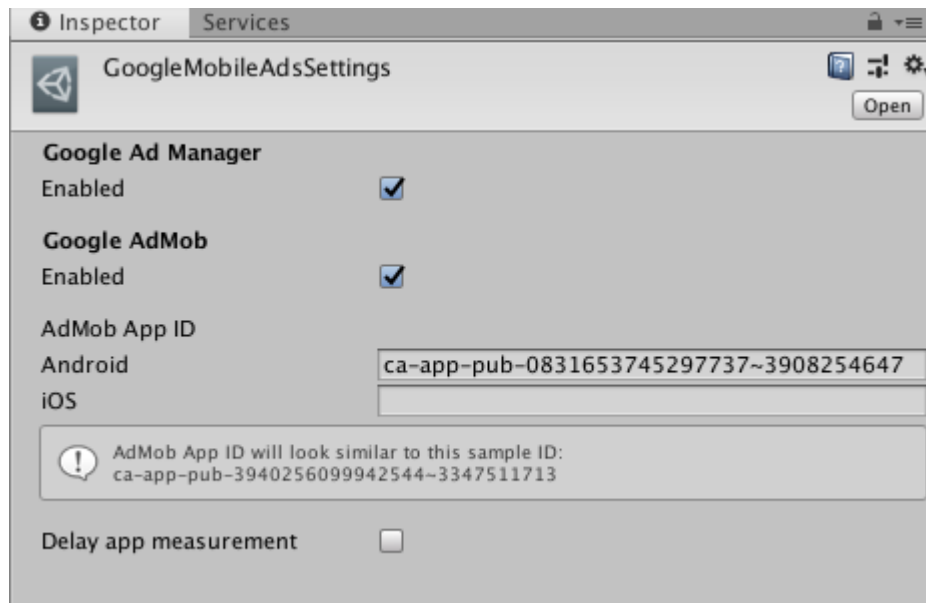 Inspector Services
GoogleMobileAdsSettings
Open
Google Ad Manager
Enabled
Google AdMob
Enabled
AdMob App ID
Android ca-app-pub-0831653745297737~3908254647
iOS
AdMob App ID will look similar to this sample ID:
ca-app-pub-3940256099942544~3347511713
Delay app measurement